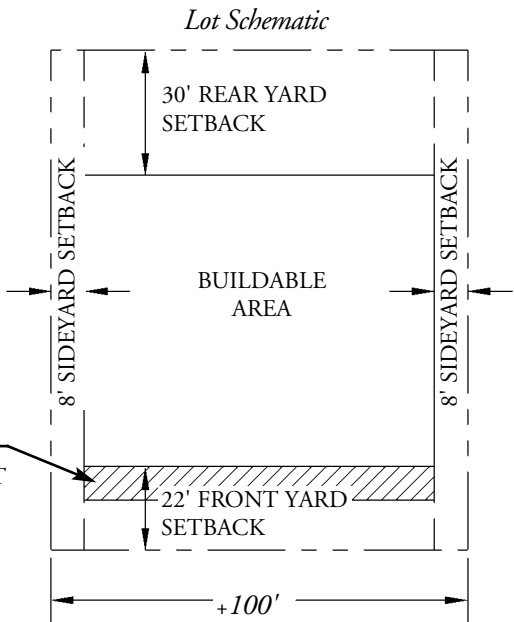 Lot Schematic
30' REAR YARD
SETBACK
8' SIDEYARD SETBACK
BUILDABLE
AREA
8' SIDEYARD SETBACK
22' FRONT YARD
SETBACK
+100'